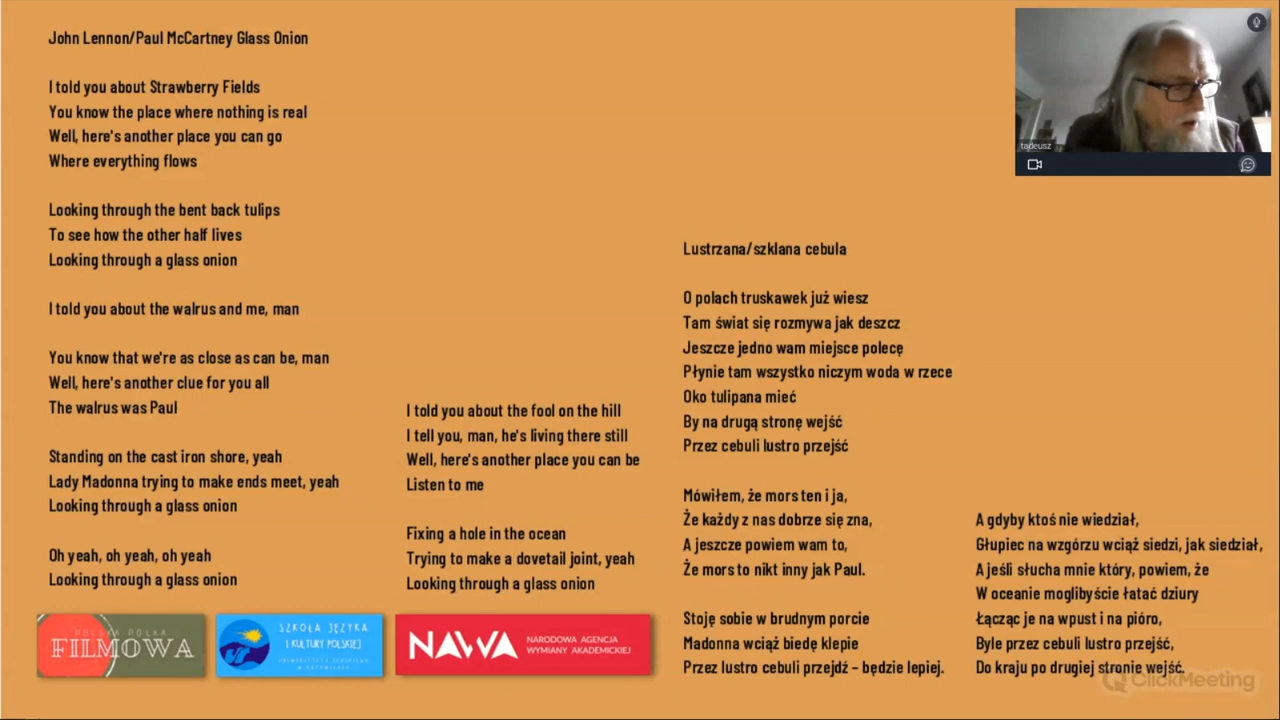 John Lennon/Paul McCartney Glass Onion
I told you about Strawberry Fields
You know the place where nothing is real
Well, here's another place you can go
Where everything flows
Looking through the bent back tulips
To see how the other half lives
Looking through a glass onion
I told you about the walrus and me, man
You know that we're as close as can be, man
Well, here's another clue for you all
The walrus was Paul
Standing on the cast iron shore, yeah
Lady Madonna trying to make ends meet, yeah
Looking through a glass onion
Oh yeah, oh yeah, oh yeah
Looking through a glass onion
I told you about the fool on the hill
I tell you, man, he's living there still
Well, here's another place you can be
Listen to me
Fixing a hole in the ocean
Trying to make a dovetail joint, yeah
Looking through a glass onion
Lustrzana/szklana cebula
O polach truskawek już wiesz
Tam świat się rozmywa jak deszcz
Jeszcze jedno wam miejsce polecę
Płynie tam wszystko niczym woda w rzece
Oko tulipana mieć
By na drugą stronę wejść
Przez cebuli lustro przejść
Mówiłem, że mors ten i ja,
Że każdy z nas dobrze się zna,
A jeszcze powiem wam to,
Że mors to nikt inny jak Paul.
Stoję sobie w brudnym porcie
Madonna wciąż biedę klepie
Przez lustro cebuli przejdź – będzie lepiej.
A gdyby ktoś nie wiedział,
Głupiec na wzgórzu wciąż siedzi, jak siedział,
A jeśli słucha mnie który, powiem, że
W oceanie moglibyście łatać dziury
Łącząc je na wpust i na pióro,
Byle przez cebuli lustro przejść,
Do kraju po drugiej stronie wejść.
tadeusz
POLSKA PÓŁKA
FILMOWA
SZKOŁA JĘZYKA
I KULTURY POLSKIEJ
UNIWERSYTETU ŚLĄSKIEGO
W KATOWICACH
NAWA
NARODOWA AGENCJA
WYMIANY AKADEMICKIEJ
ClickMeeting